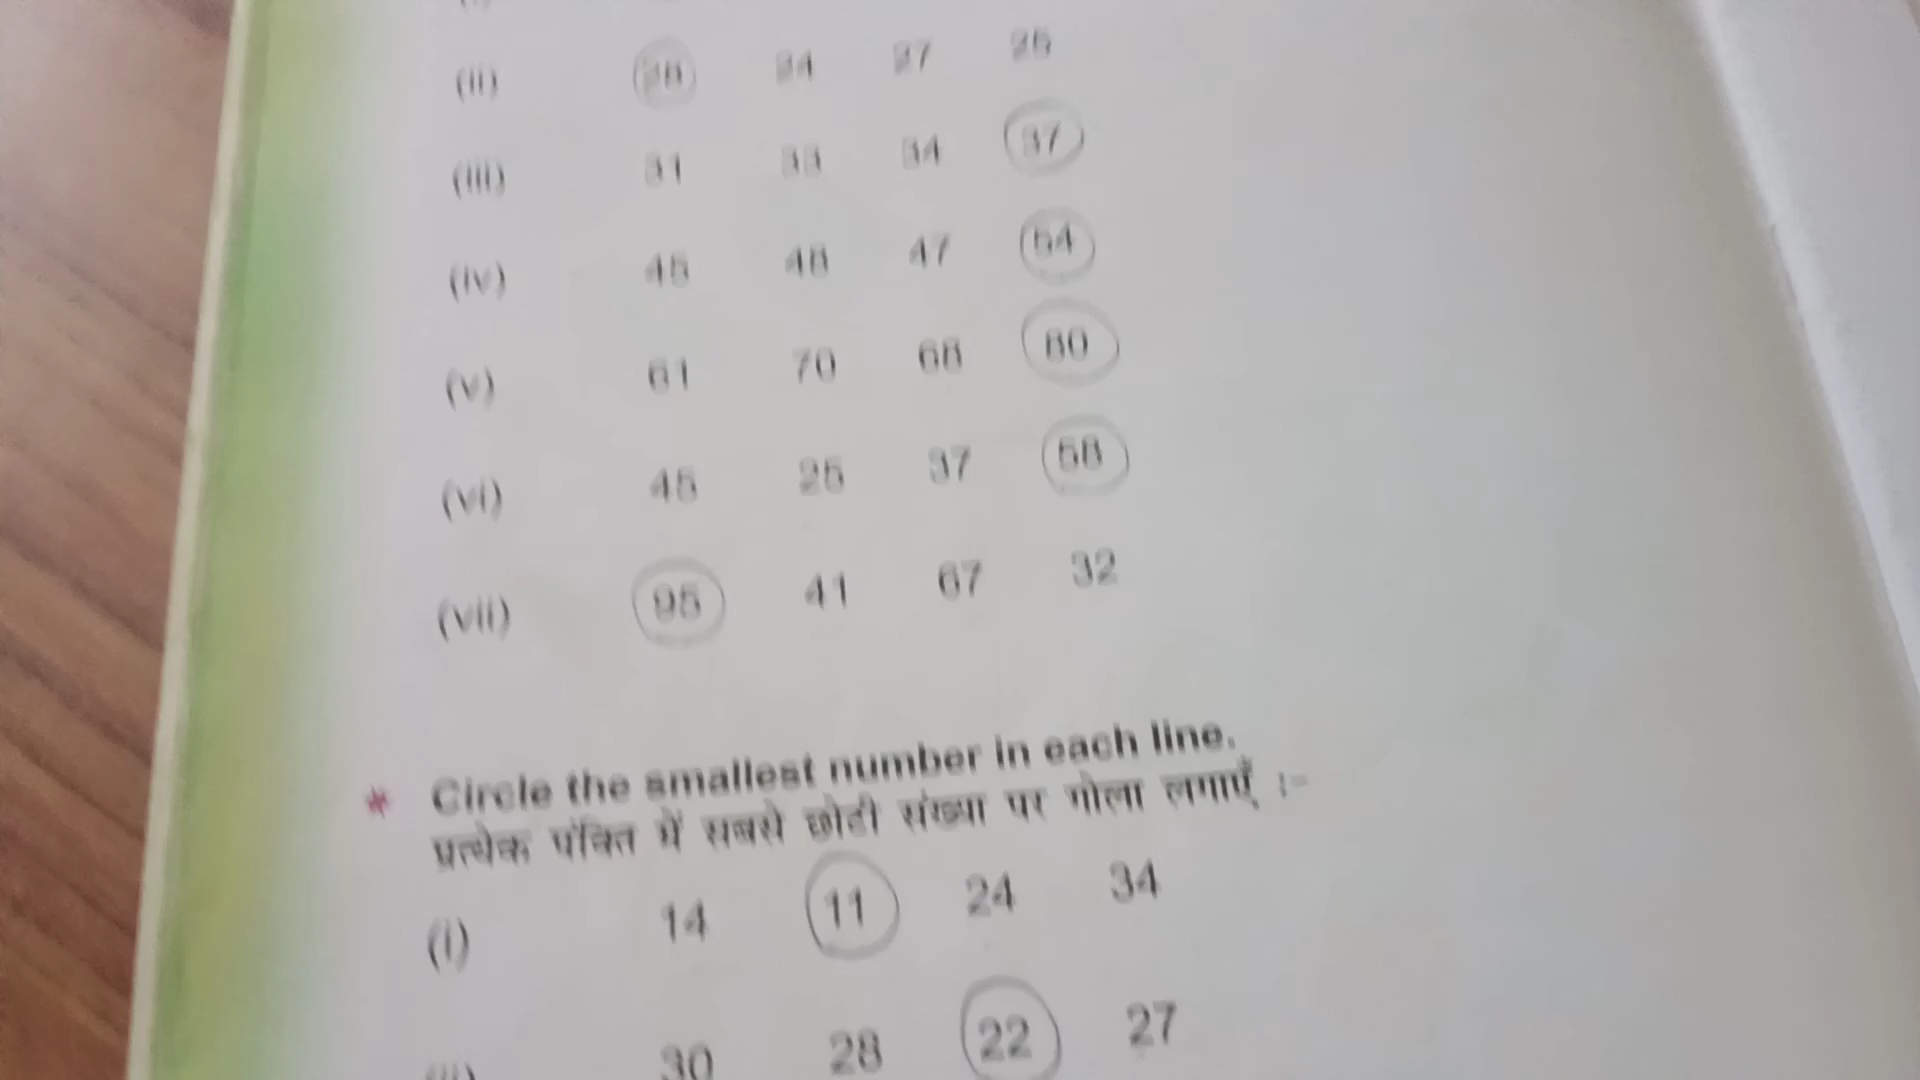 (ii) 28 24 27 25
(iii) 31 33 34 37
(iv) 45 48 47 54
(v) 61 70 68 80
(vi) 45 25 37 58
(vii) 95 41 67 32
* Circle the smallest number in each line.
प्रत्येक पंक्ति में सबसे छोटी संख्या पर गोला लगाएँ :-
(i) 14 11 24 34
30 28 22 27